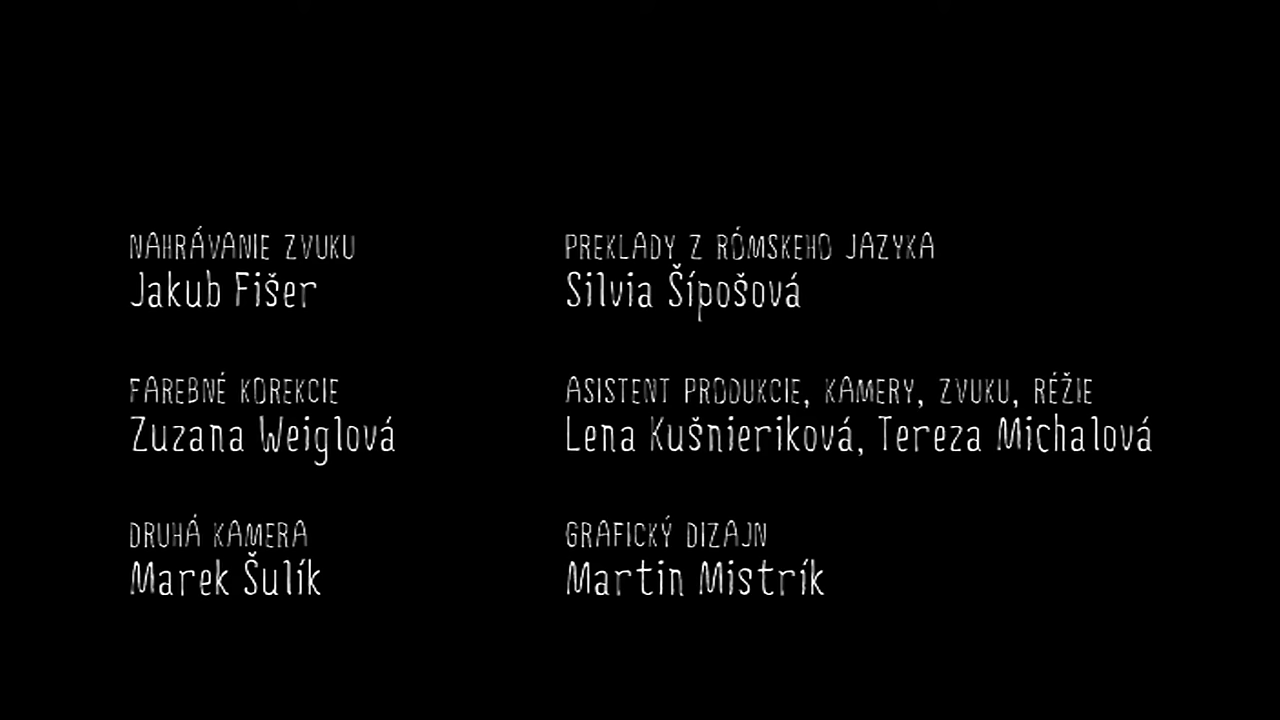 NAHRÁVANIE ZVUKU
Jakub Fišer
FAREBNÉ KOREKCIE
Zuzana Weiglová
DRUHÁ KAMERA
Marek Šulík
PREKLADY Z RÓMSKEHO JAZYKA
Silvia Šípošová
ASISTENT PRODUKCIE, KAMERY, ZVUKU, RÉŽIE
Lena Kušnieriková, Tereza Michalová
GRAFICKÝ DIZAJN
Martin Mistrík